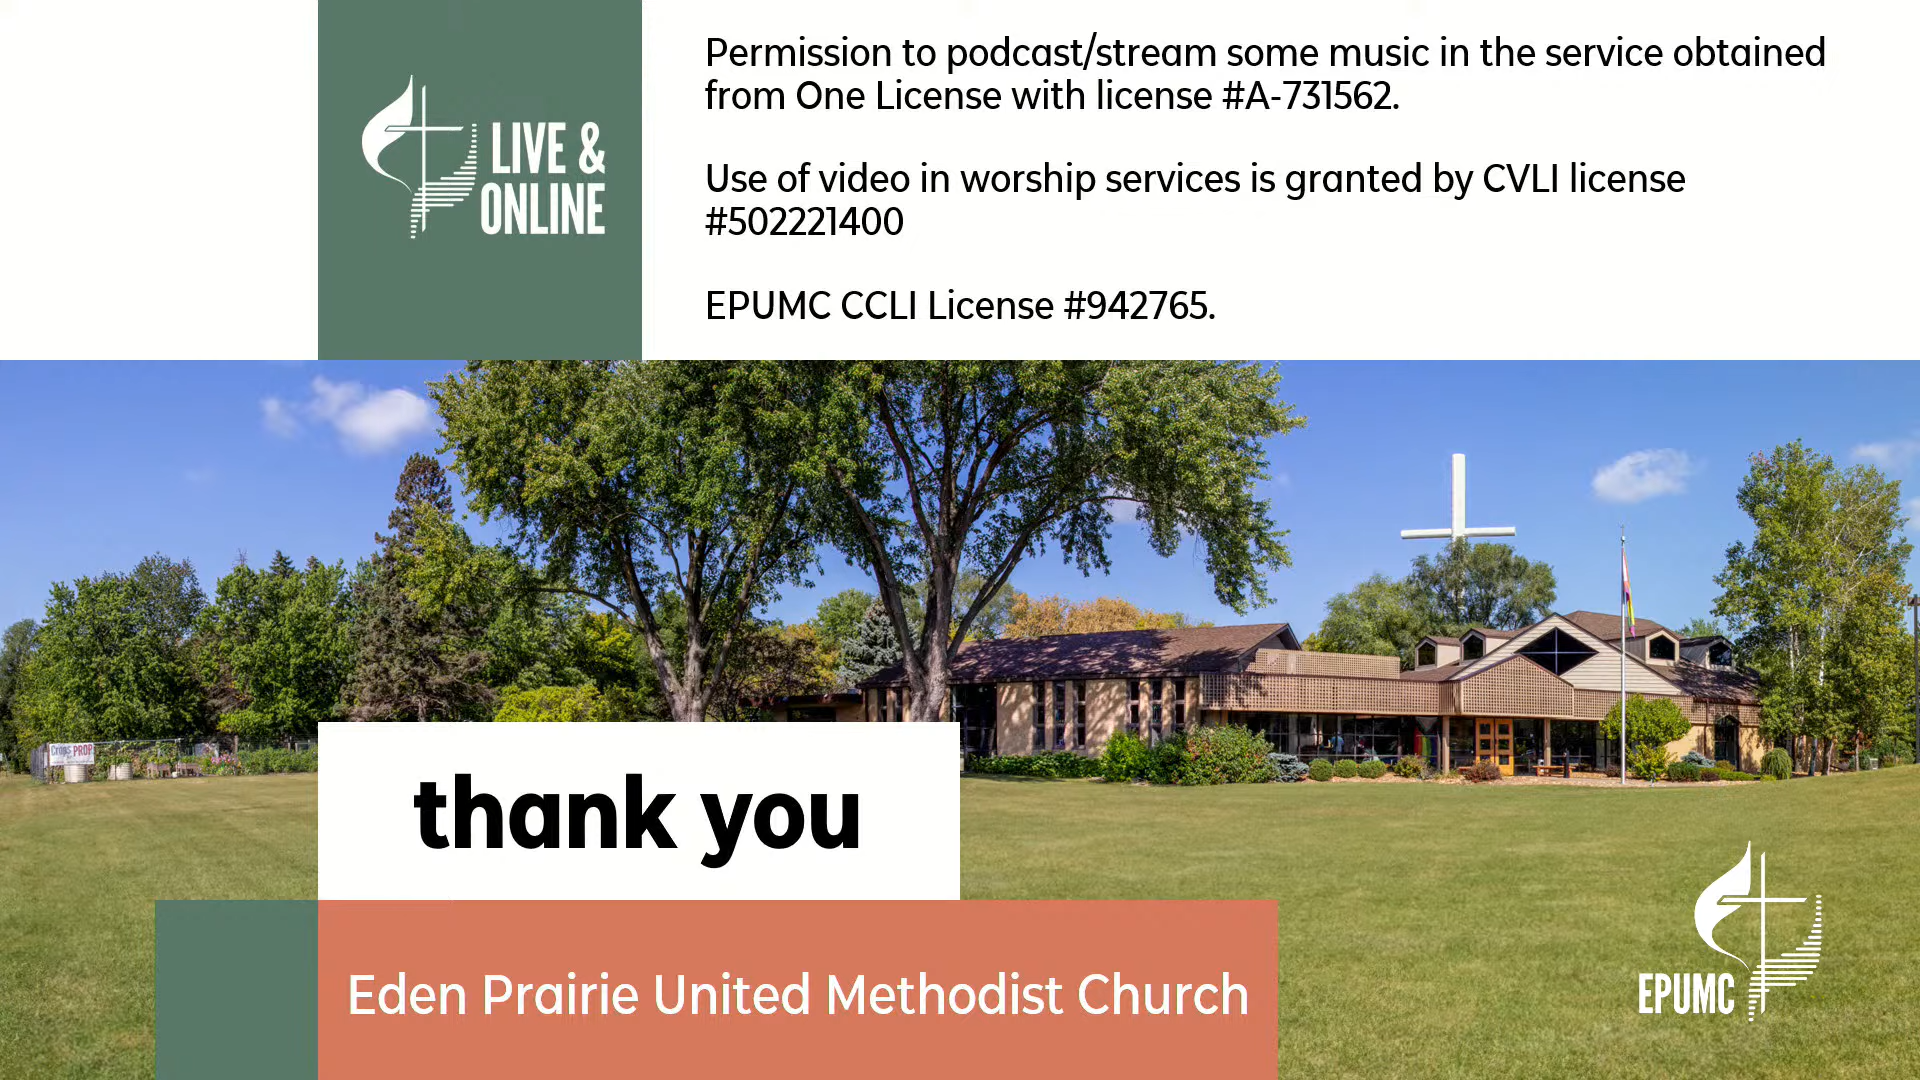 LIVE &
ONLINE
Permission to podcast/stream some music in the service obtained
from One License with license #A-731562.
Use of video in worship services is granted by CVLI license
#502221400
EPUMC CCLI License #942765.
Crops
PROP
thank you
Eden Prairie United Methodist Church
EPUMC